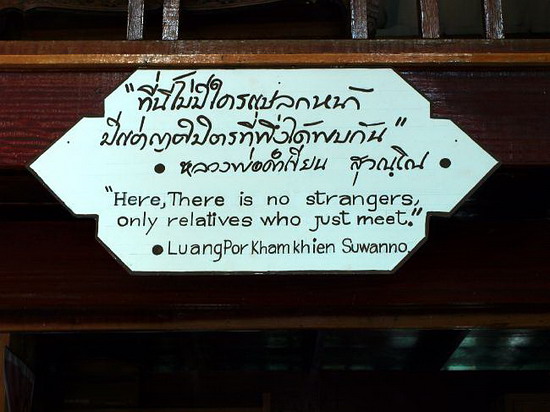 "ที่นี่ไม่มีใครแปลกหน้า
มีแต่ญาติมิตรที่พึ่งได้พบกัน"
• หลวงพ่อคำเขียน สุวณฺโณ •
"Here, There is no strangers,
only relatives who just meet."
• LuangPor Khamkhien Suwanno.